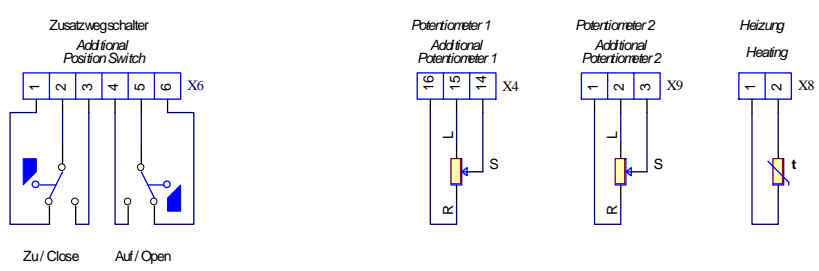 Zusatzwegschalter
Additional
Position Switch
1 2 3 4 5 6 X6
Zu / Close Auf / Open
Potentiometer 1
Additional
Potentiometer 1
16 15 14 X4
L
S
R
Potentiometer 2
Additional
Potentiometer 2
1 2 3 X9
L
S
R
Heizung
Heating
1 2 X8
t